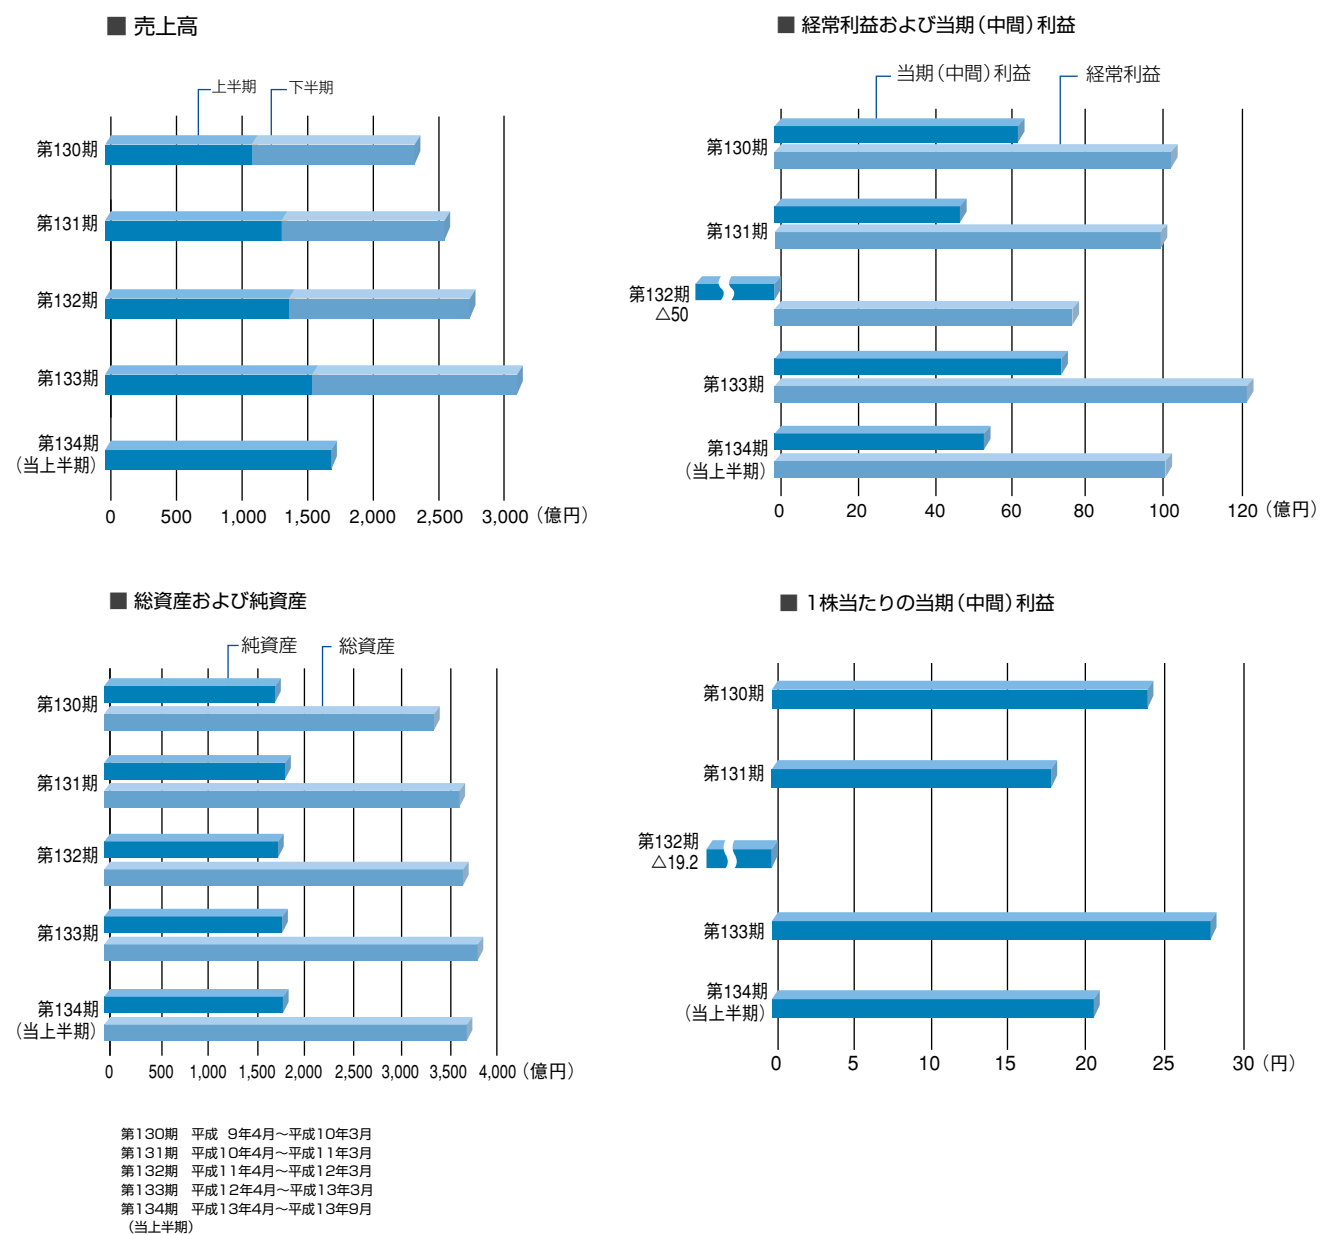 ■ 売上高
上半期 下半期
第130期
第131期
第132期
第133期
第134期
（当上半期）
0 500 1,000 1,500 2,000 2,500 3,000（億円）
■ 経常利益および当期（中間）利益
当期（中間）利益 経常利益
第130期
第131期
第132期
△50
第133期
第134期
（当上半期）
0 20 40 60 80 100 120（億円）
■ 総資産および純資産
純資産 総資産
第130期
第131期
第132期
第133期
第134期
（当上半期）
0 500 1,000 1,500 2,000 2,500 3,000 3,500 4,000（億円）
■ 1株当たりの当期（中間）利益
第130期
第131期
第132期
△19.2
第133期
第134期
（当上半期）
0 5 10 15 20 25 30（円）
第130期 平成 9年4月～平成10年3月
第131期 平成10年4月～平成11年3月
第132期 平成11年4月～平成12年3月
第133期 平成12年4月～平成13年3月
第134期 平成13年4月～平成13年9月
（当上半期）